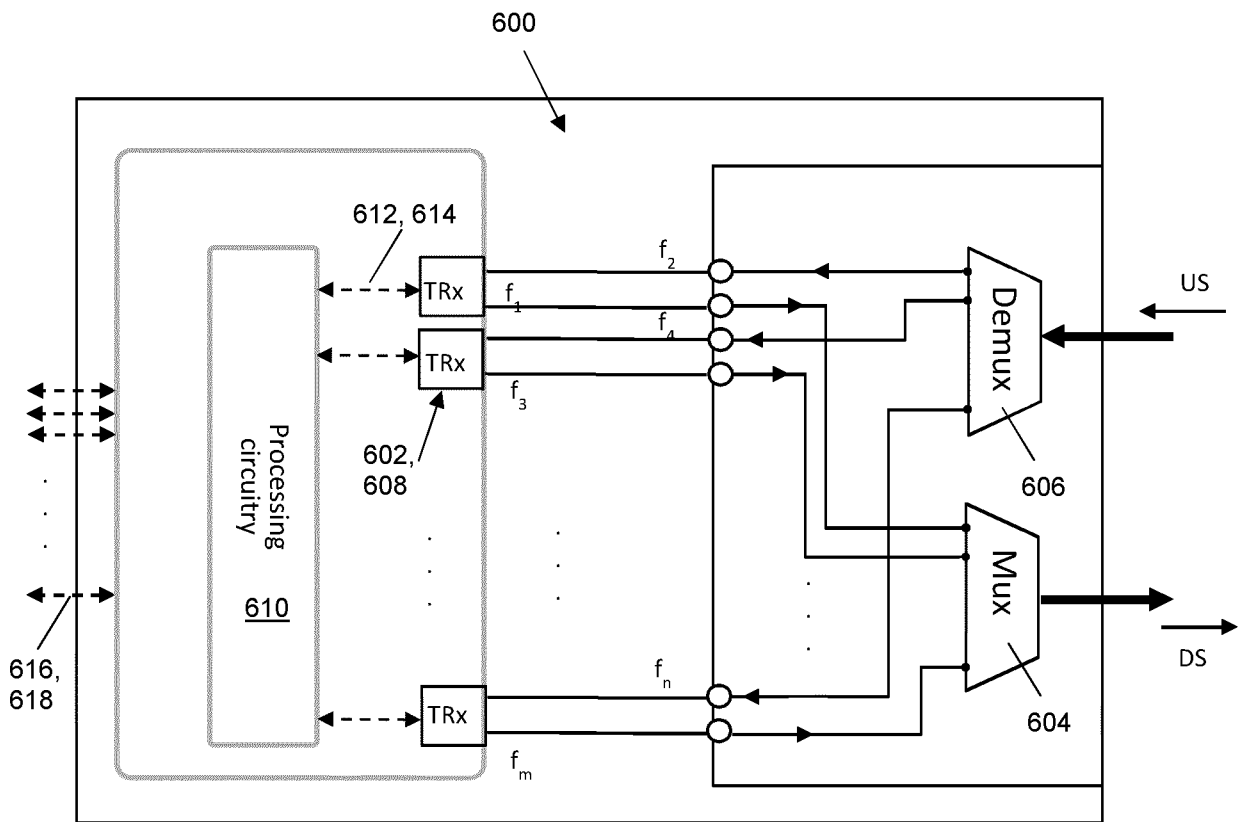 600
612, 614
TRx
f2
f1
Demux
US
TRx
f4
f3
602,
608
606
Processing
circuitry
610
Mux
DS
616,
618
TRx
fn
fm
604